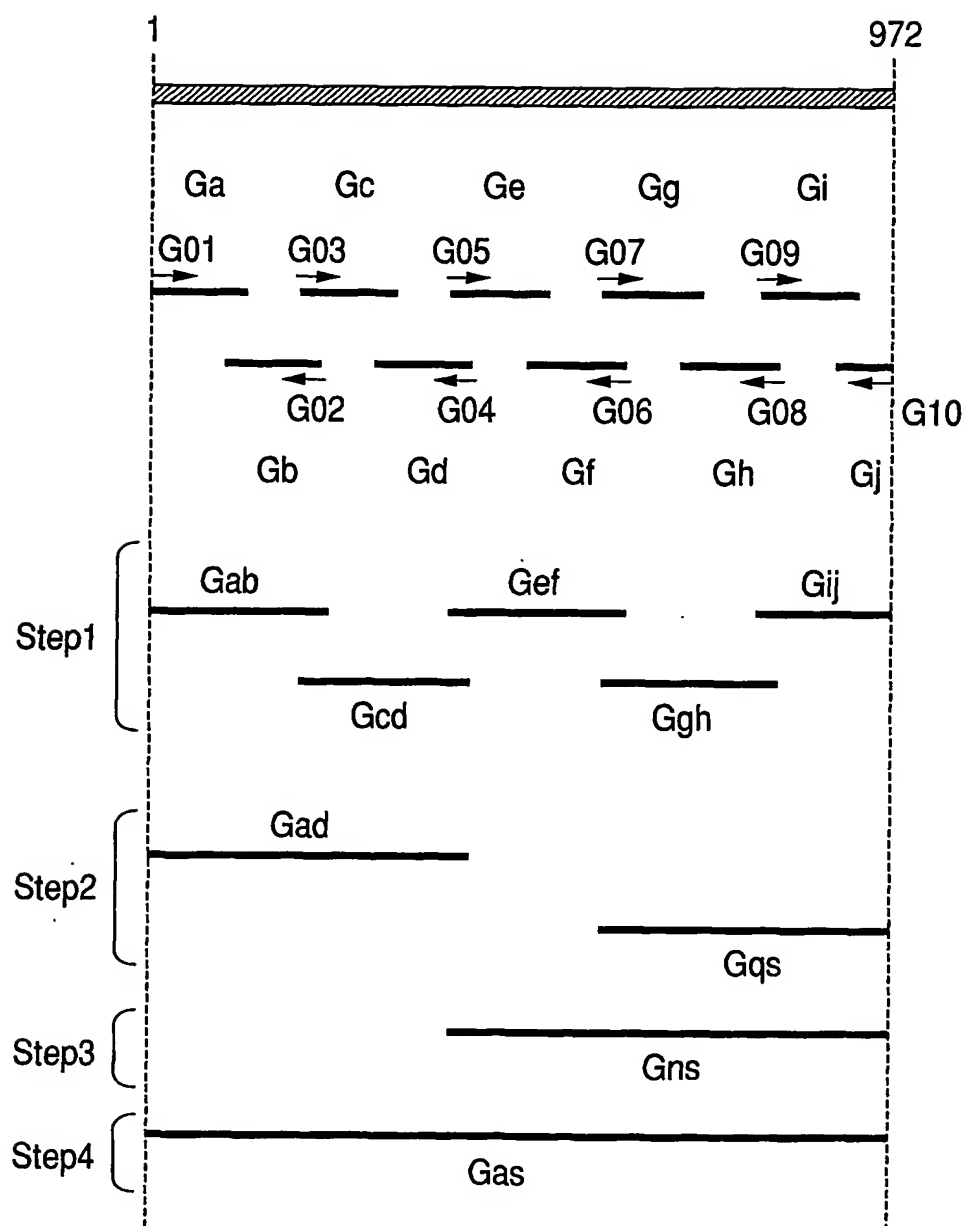 1 972
Ga Gc Ge Gg Gi
G01 G03 G05 G07 G09
G02 G04 G06 G08 G10
Gb Gd Gf Gh Gj
Step1
Gab Gef Gij
Gcd Ggh
Step2
Gad
Gqs
Step3
Gns
Step4
Gas